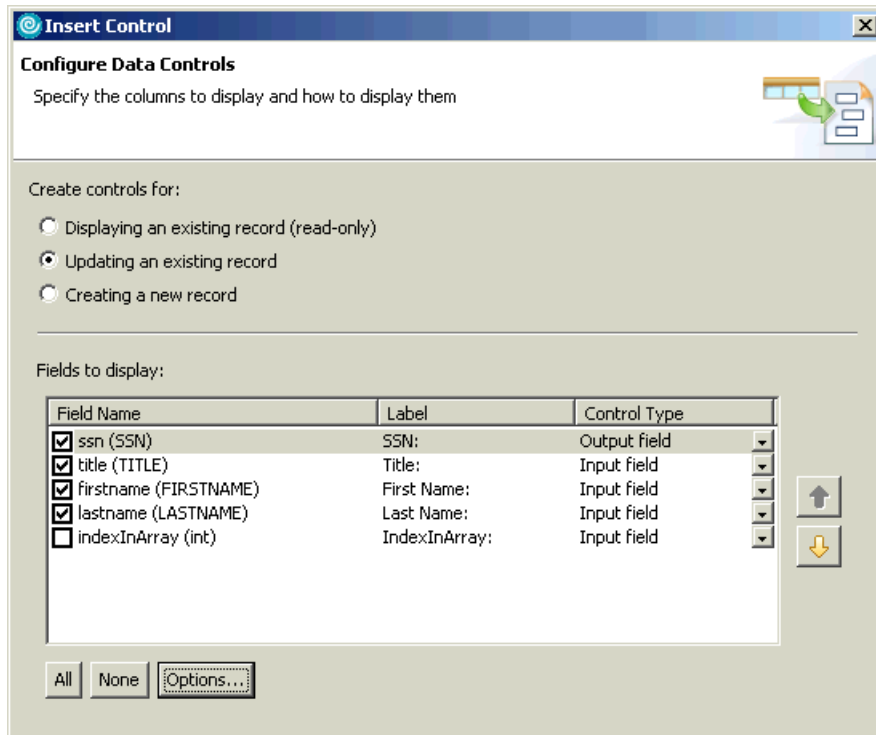 Insert Control
Configure Data Controls
Specify the columns to display and how to display them
Create controls for:
Displaying an existing record (read-only)
Updating an existing record
Creating a new record
Fields to display:
Field Name Label Control Type
ssn (SSN) SSN: Output field
title (TITLE) Title: Input field
firstname (FIRSTNAME) First Name: Input field
lastname (LASTNAME) Last Name: Input field
indexInArray (int) IndexInArray: Input field
All None Options...